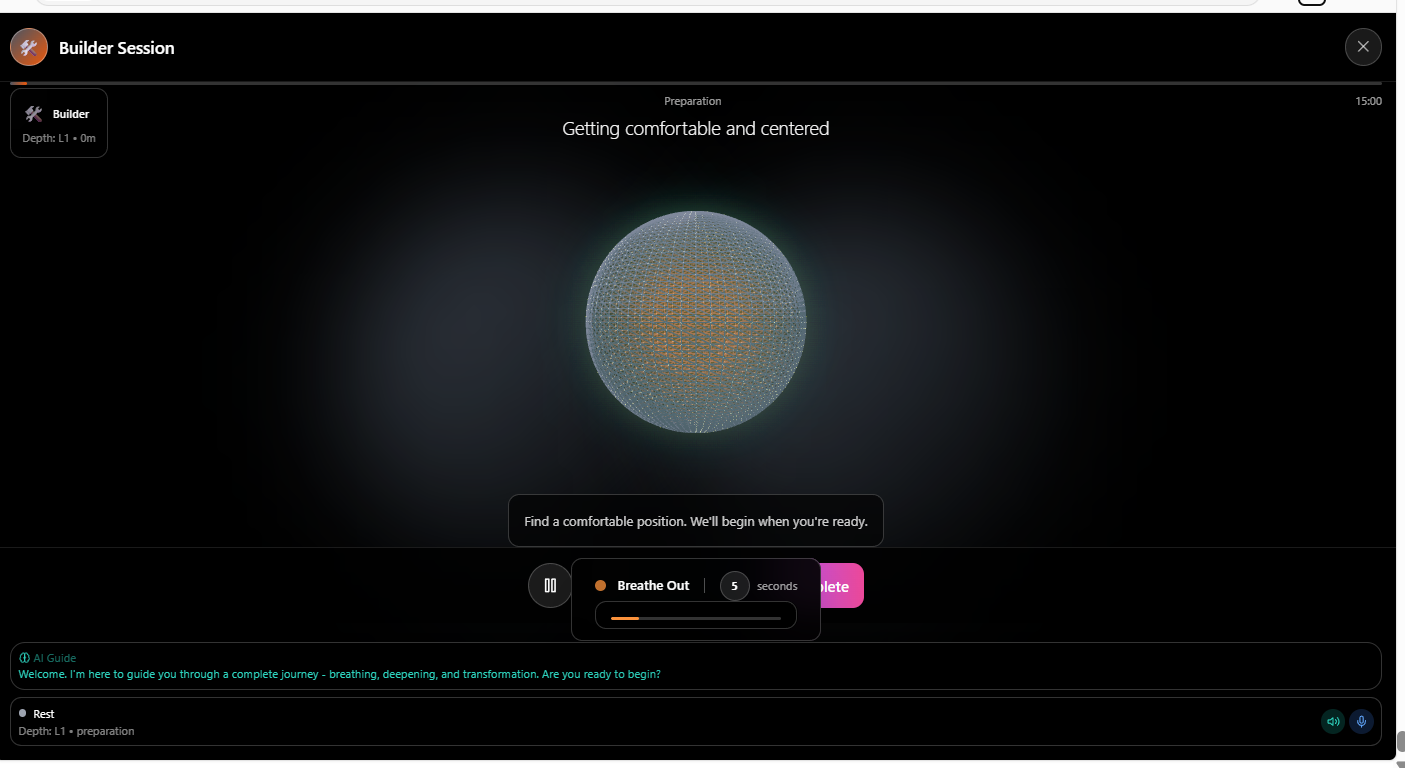 Builder Session
Builder
Depth: L1 • 0m
Preparation
15:00
Getting comfortable and centered
Find a comfortable position. We'll begin when you're ready.
Breathe Out
5
seconds
lete
AI Guide
Welcome. I'm here to guide you through a complete journey - breathing, deepening, and transformation. Are you ready to begin?
Rest
Depth: L1 • preparation